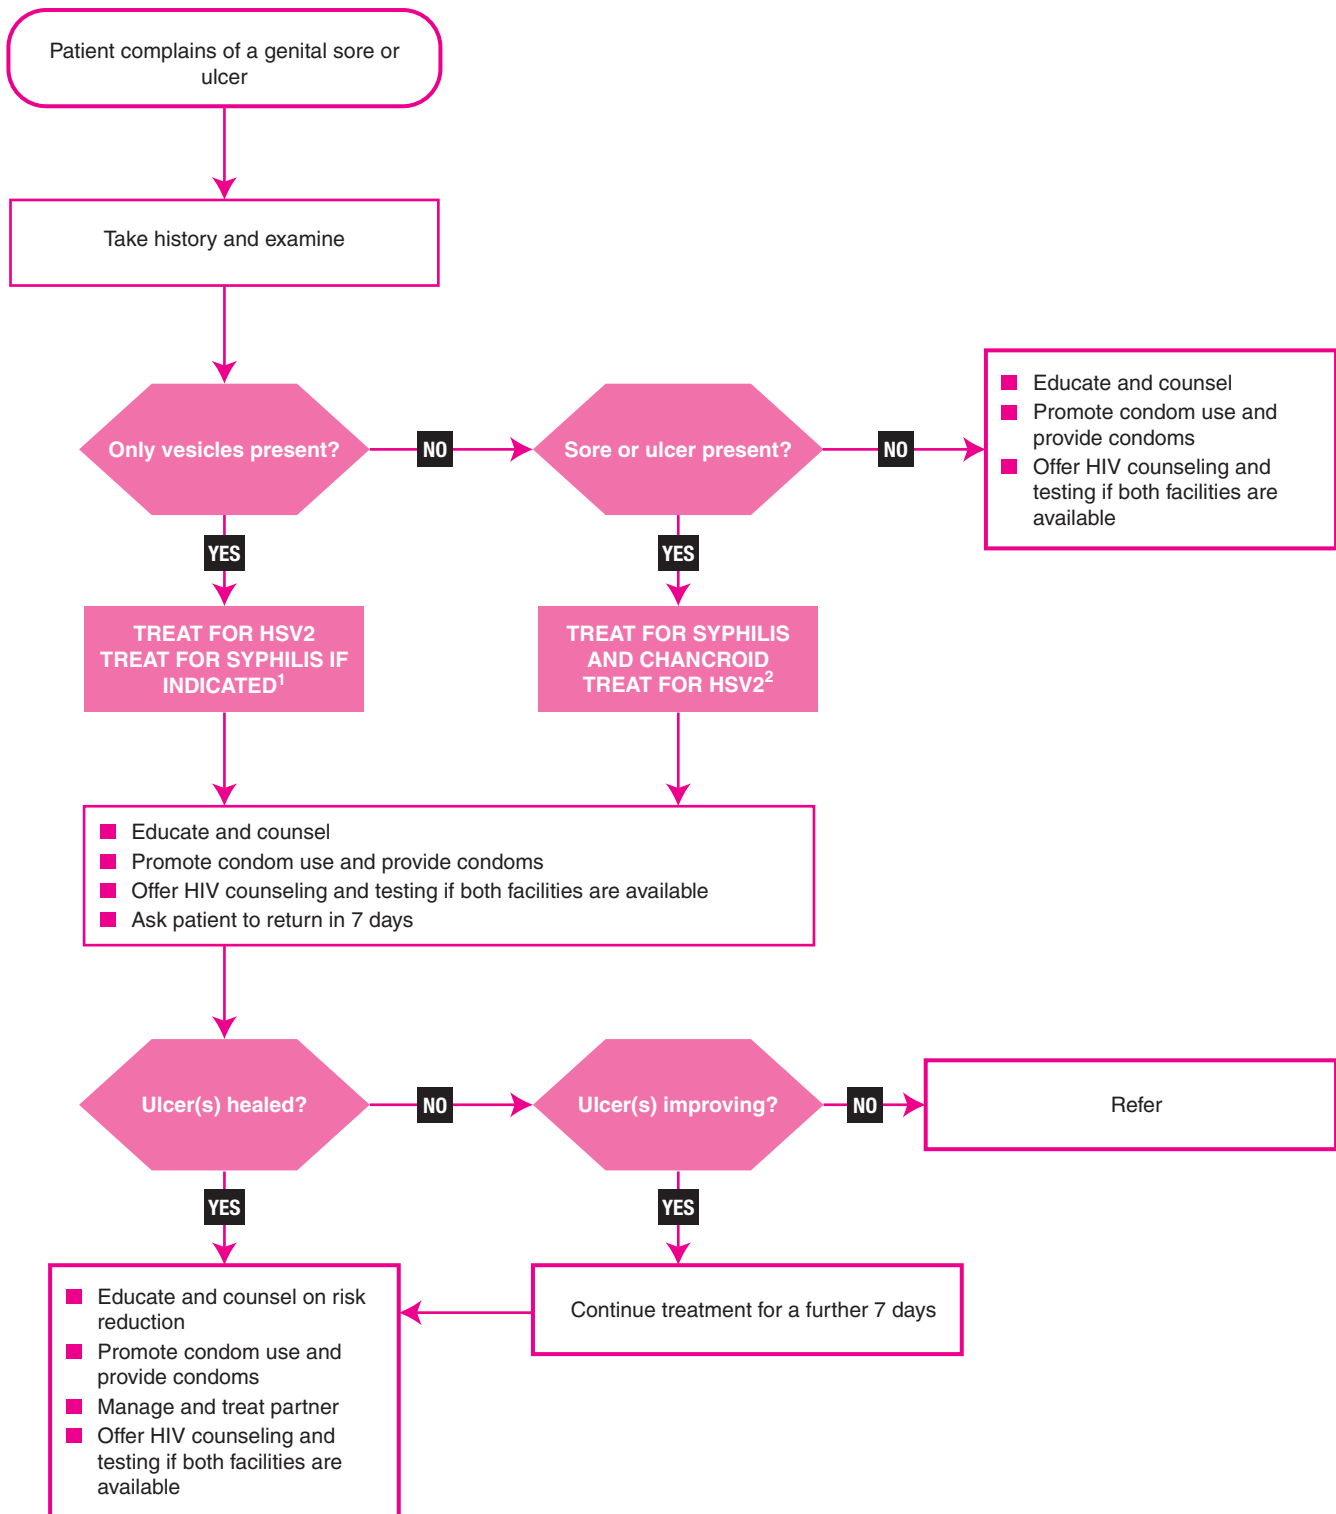 Patient complains of a genital sore or
ulcer
Take history and examine
Only vesicles present?
NO
Sore or ulcer present?
NO
Educate and counsel
Promote condom use and
provide condoms
Offer HIV counseling and
testing if both facilities are
available
YES
YES
TREAT FOR HSV2
TREAT FOR SYPHILIS IF
INDICATED1
TREAT FOR SYPHILIS
AND CHANCROID
TREAT FOR HSV22
Educate and counsel
Promote condom use and provide condoms
Offer HIV counseling and testing if both facilities are available
Ask patient to return in 7 days
Ulcer(s) healed?
NO
Ulcer(s) improving?
NO
Refer
YES
YES
Educate and counsel on risk
reduction
Promote condom use and
provide condoms
Manage and treat partner
Offer HIV counseling and
testing if both facilities are
available
Continue treatment for a further 7 days